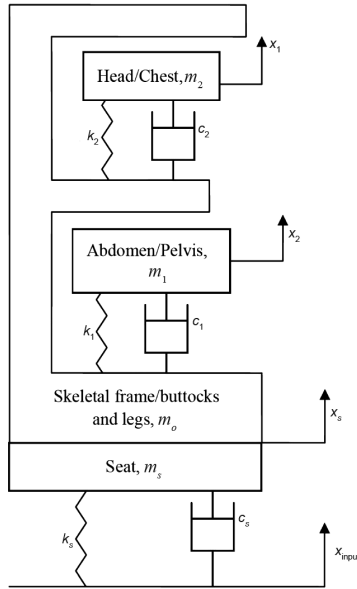 x₁
Head/Chest, m₂
k₂
c₂
x₂
Abdomen/Pelvis,
m₁
k₁
c₁
Skeletal frame/buttocks
and legs, mₒ
xₛ
Seat, mₛ
kₛ
cₛ
x_inpu